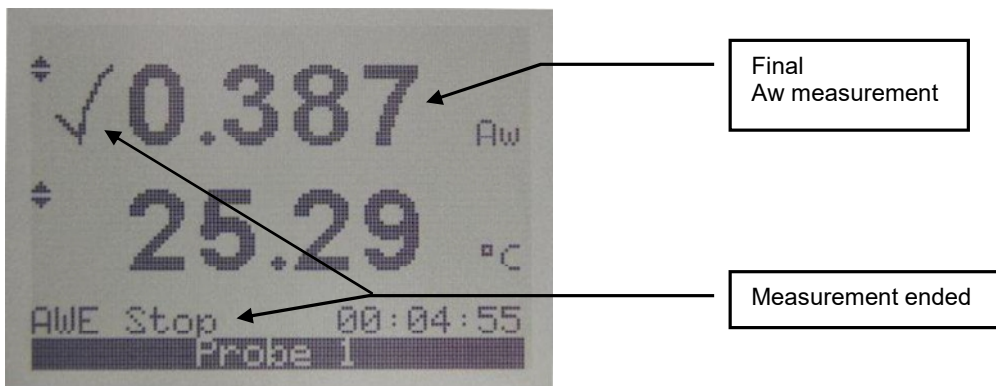 √0.387 Aw
25.29 °C
AWE Stop 00:04:55
Probe 1
Final
Aw measurement
Measurement ended